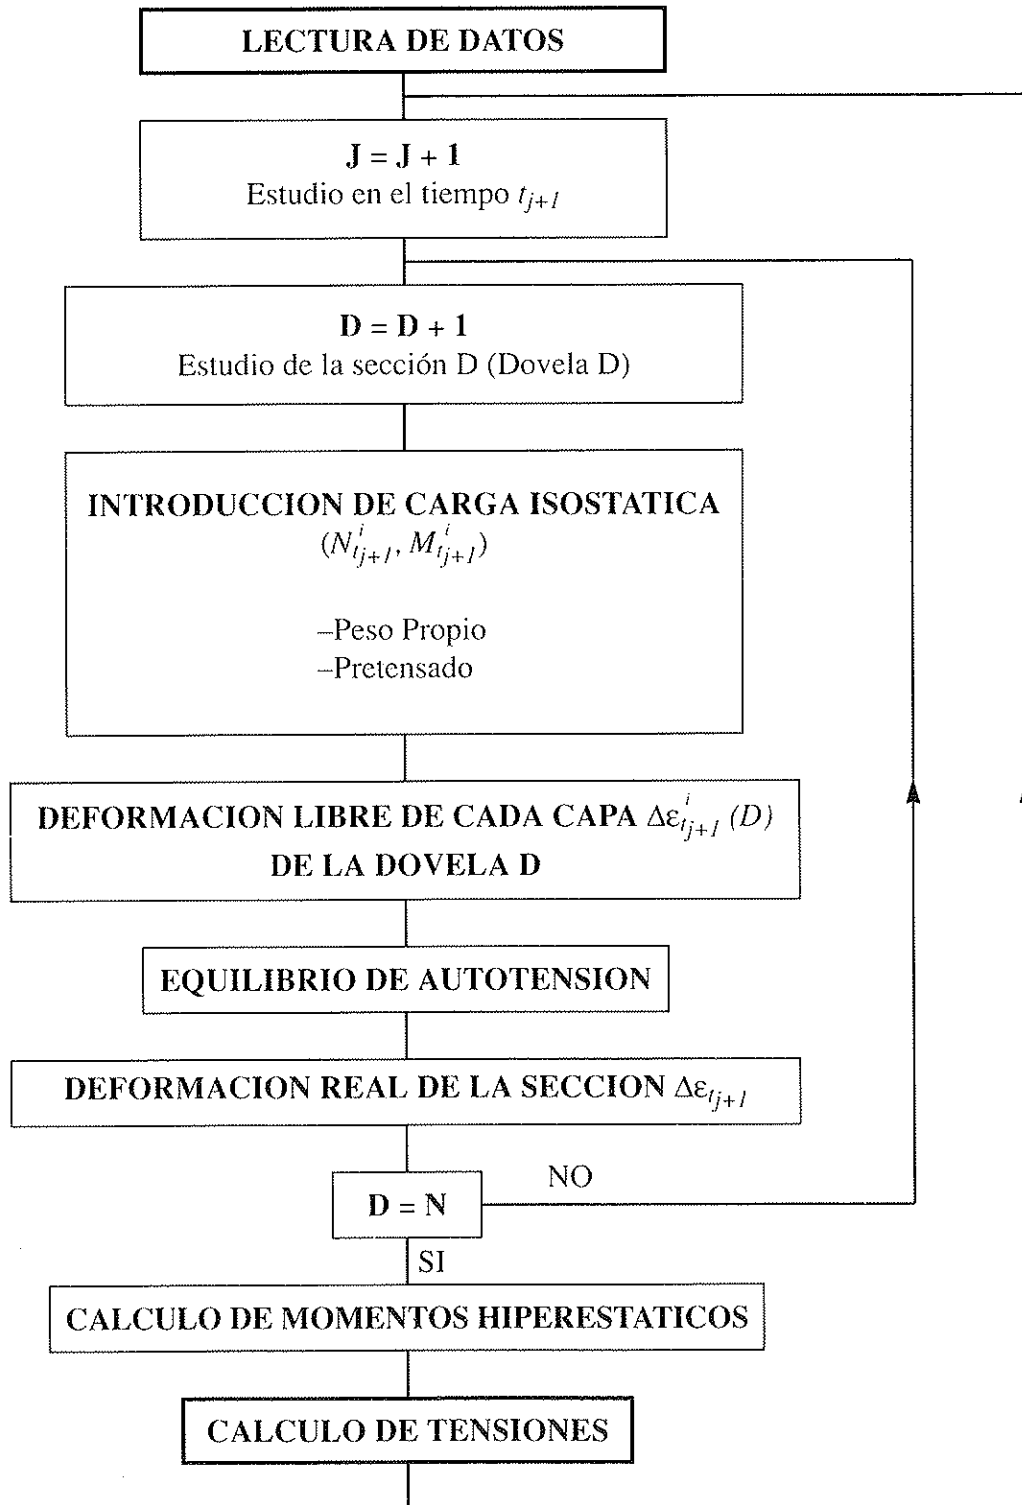 LECTURA DE DATOS
J = J + 1
Estudio en el tiempo t_{j+1}
D = D + 1
Estudio de la sección D (Dovela D)
INTRODUCCION DE CARGA ISOSTATICA
(N^i_{t_{j+1}}, M^i_{t_{j+1}})
–Peso Propio
–Pretensado
DEFORMACION LIBRE DE CADA CAPA Δε^i_{t_{j+1}} (D)
DE LA DOVELA D
EQUILIBRIO DE AUTOTENSION
DEFORMACION REAL DE LA SECCION Δε_{t_{j+1}}
D = N
NO
SI
CALCULO DE MOMENTOS HIPERESTATICOS
CALCULO DE TENSIONES